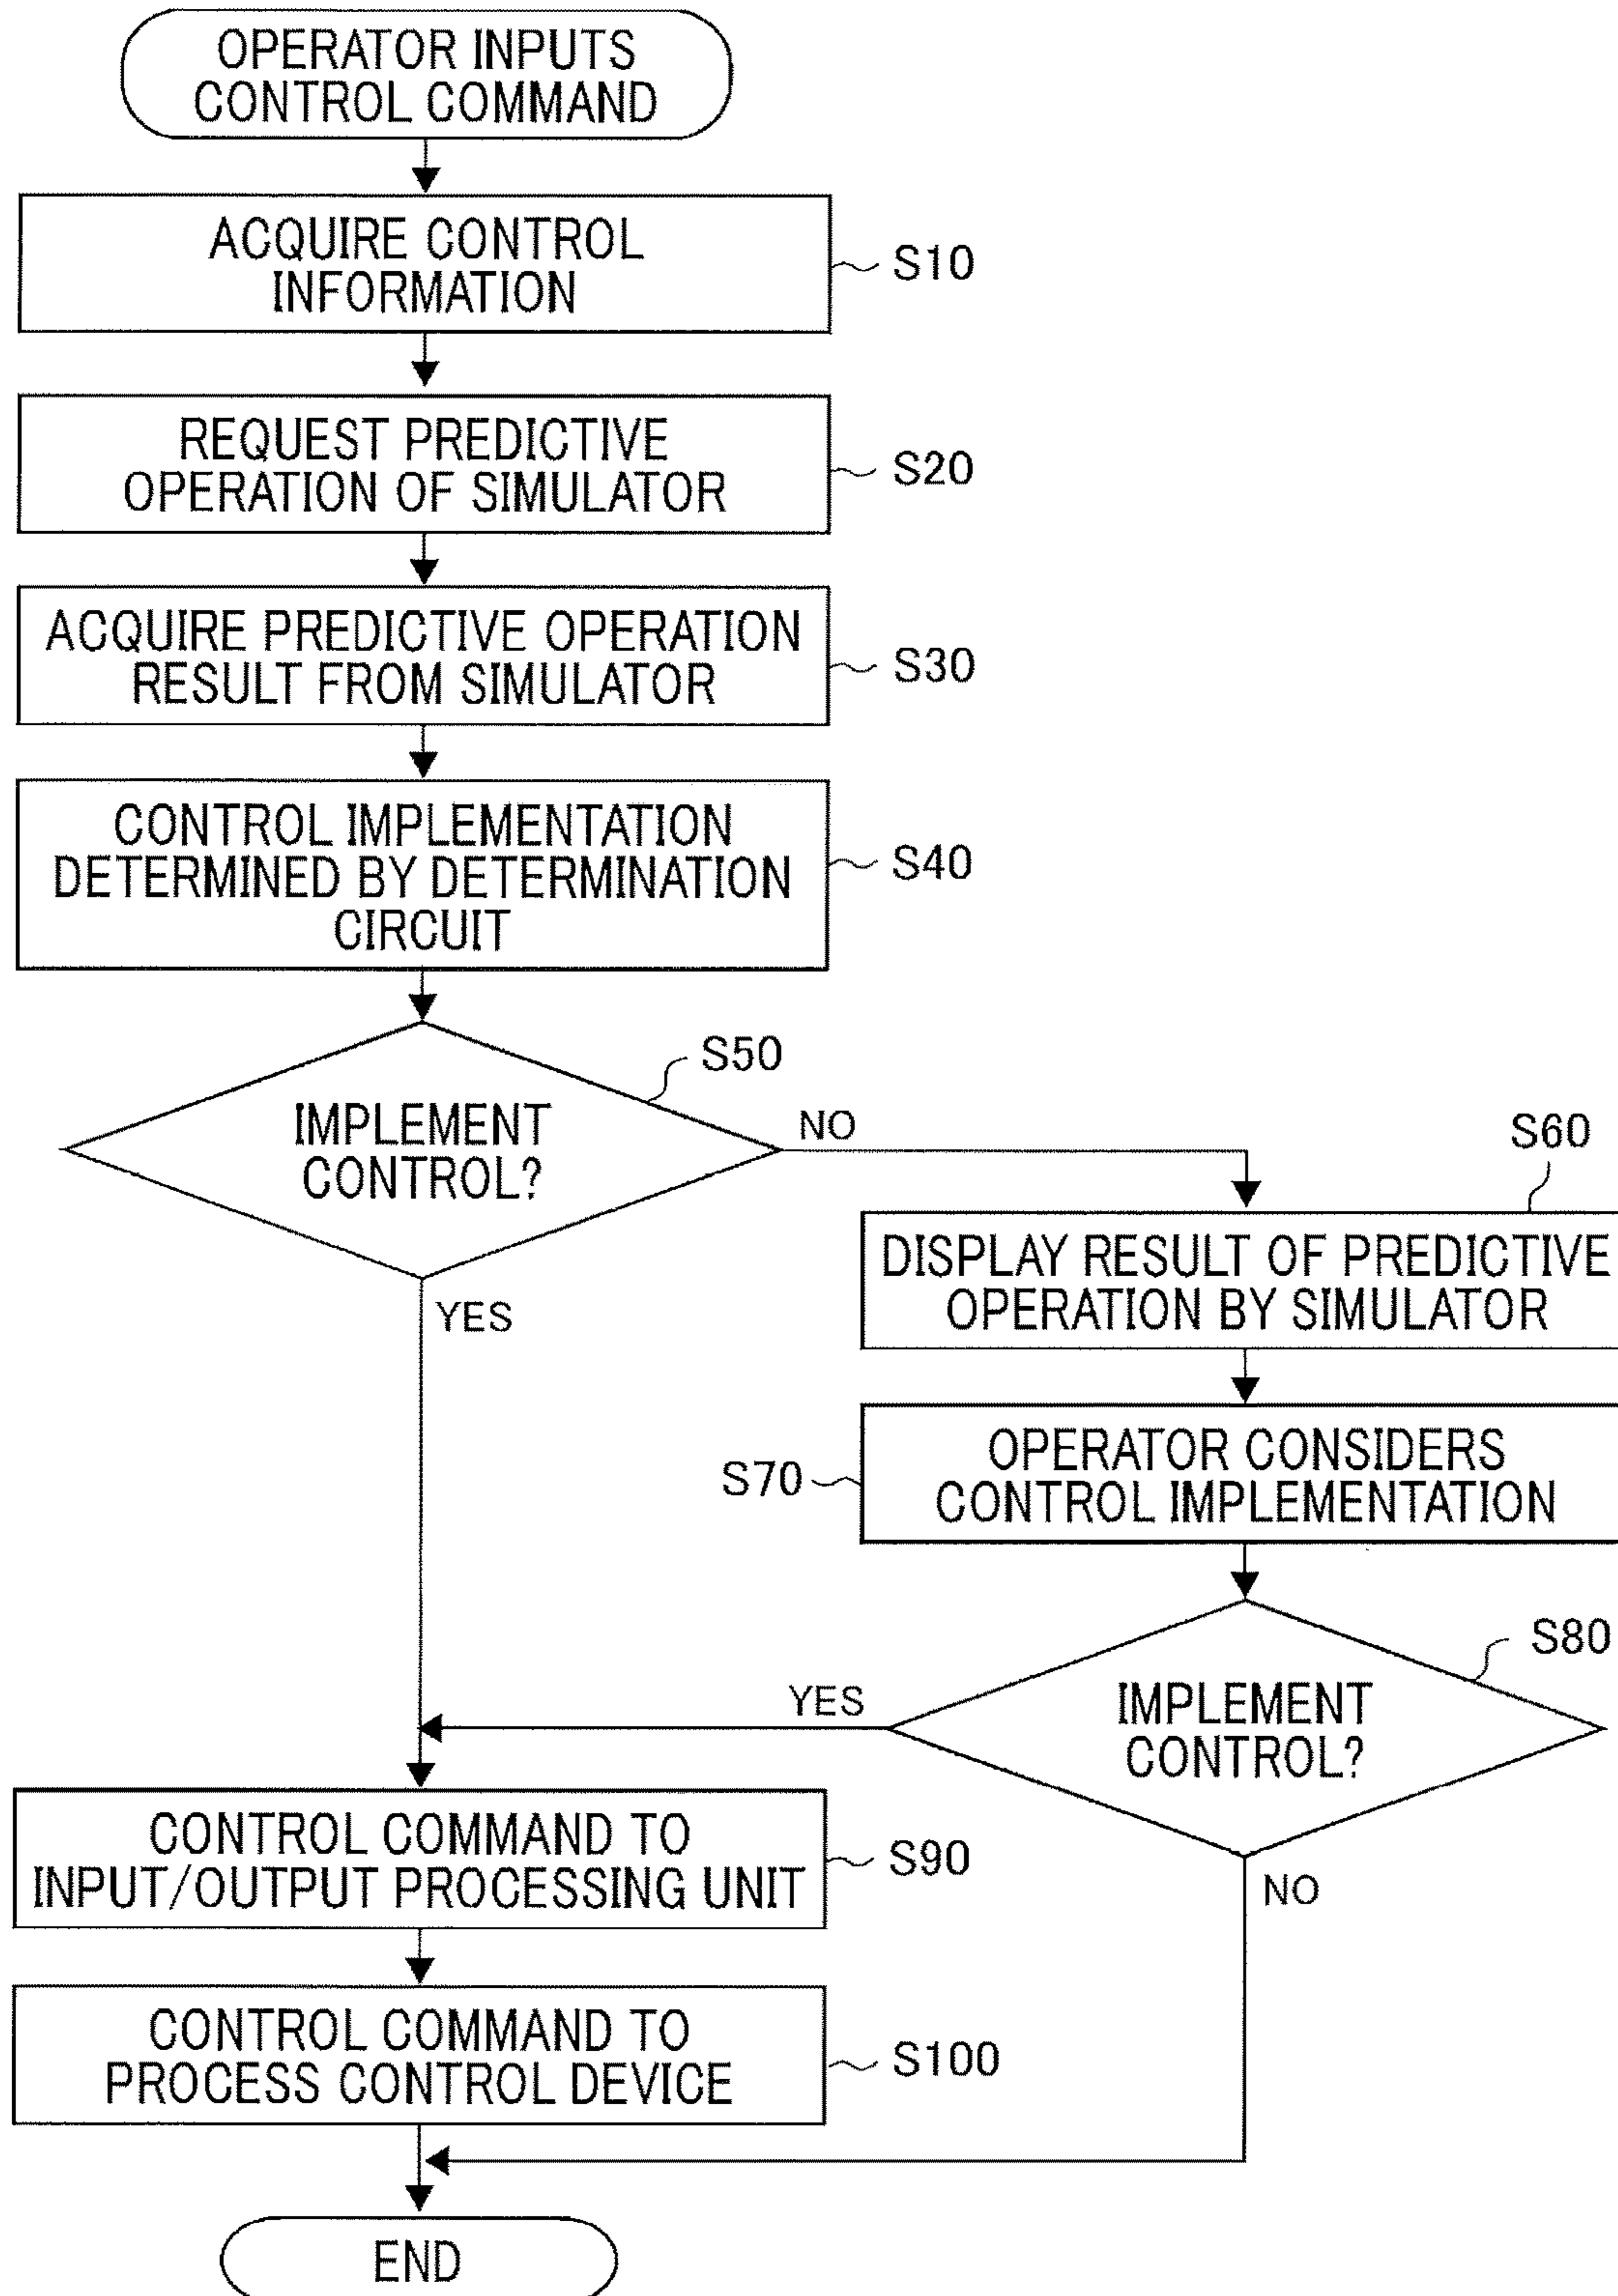 OPERATOR INPUTS
CONTROL COMMAND
ACQUIRE CONTROL
INFORMATION
S10
REQUEST PREDICTIVE
OPERATION OF SIMULATOR
S20
ACQUIRE PREDICTIVE OPERATION
RESULT FROM SIMULATOR
S30
CONTROL IMPLEMENTATION
DETERMINED BY DETERMINATION
CIRCUIT
S40
S50
IMPLEMENT
CONTROL?
NO
YES
S60
DISPLAY RESULT OF PREDICTIVE
OPERATION BY SIMULATOR
S70
OPERATOR CONSIDERS
CONTROL IMPLEMENTATION
S80
IMPLEMENT
CONTROL?
YES
NO
CONTROL COMMAND TO
INPUT/OUTPUT PROCESSING UNIT
S90
CONTROL COMMAND TO
PROCESS CONTROL DEVICE
S100
END